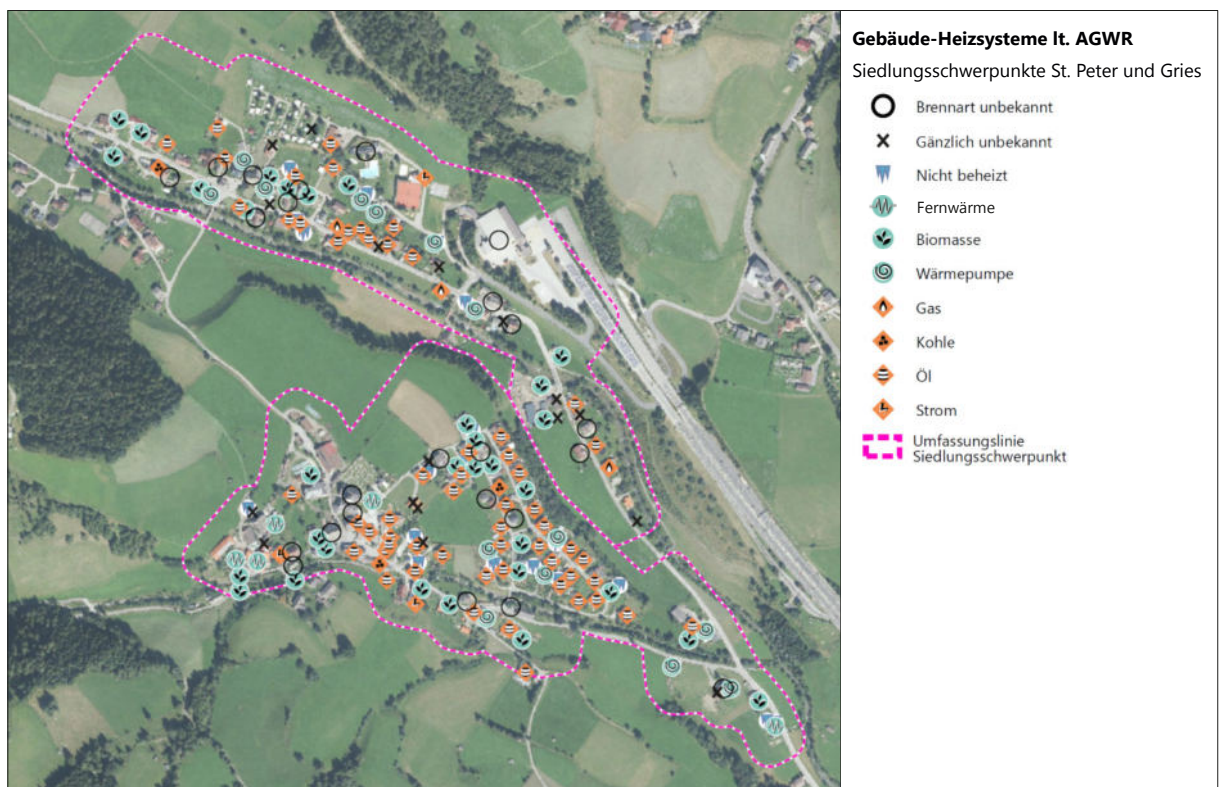 Gebäude-Heizsysteme lt. AGWR
Siedlungsschwerpunkte St. Peter und Gries
Brennart unbekannt
Gänzlich unbekannt
Nicht beheizt
Fernwärme
Biomasse
Wärmepumpe
Gas
Kohle
Öl
Strom
Umfassungslinie
Siedlungsschwerpunkt